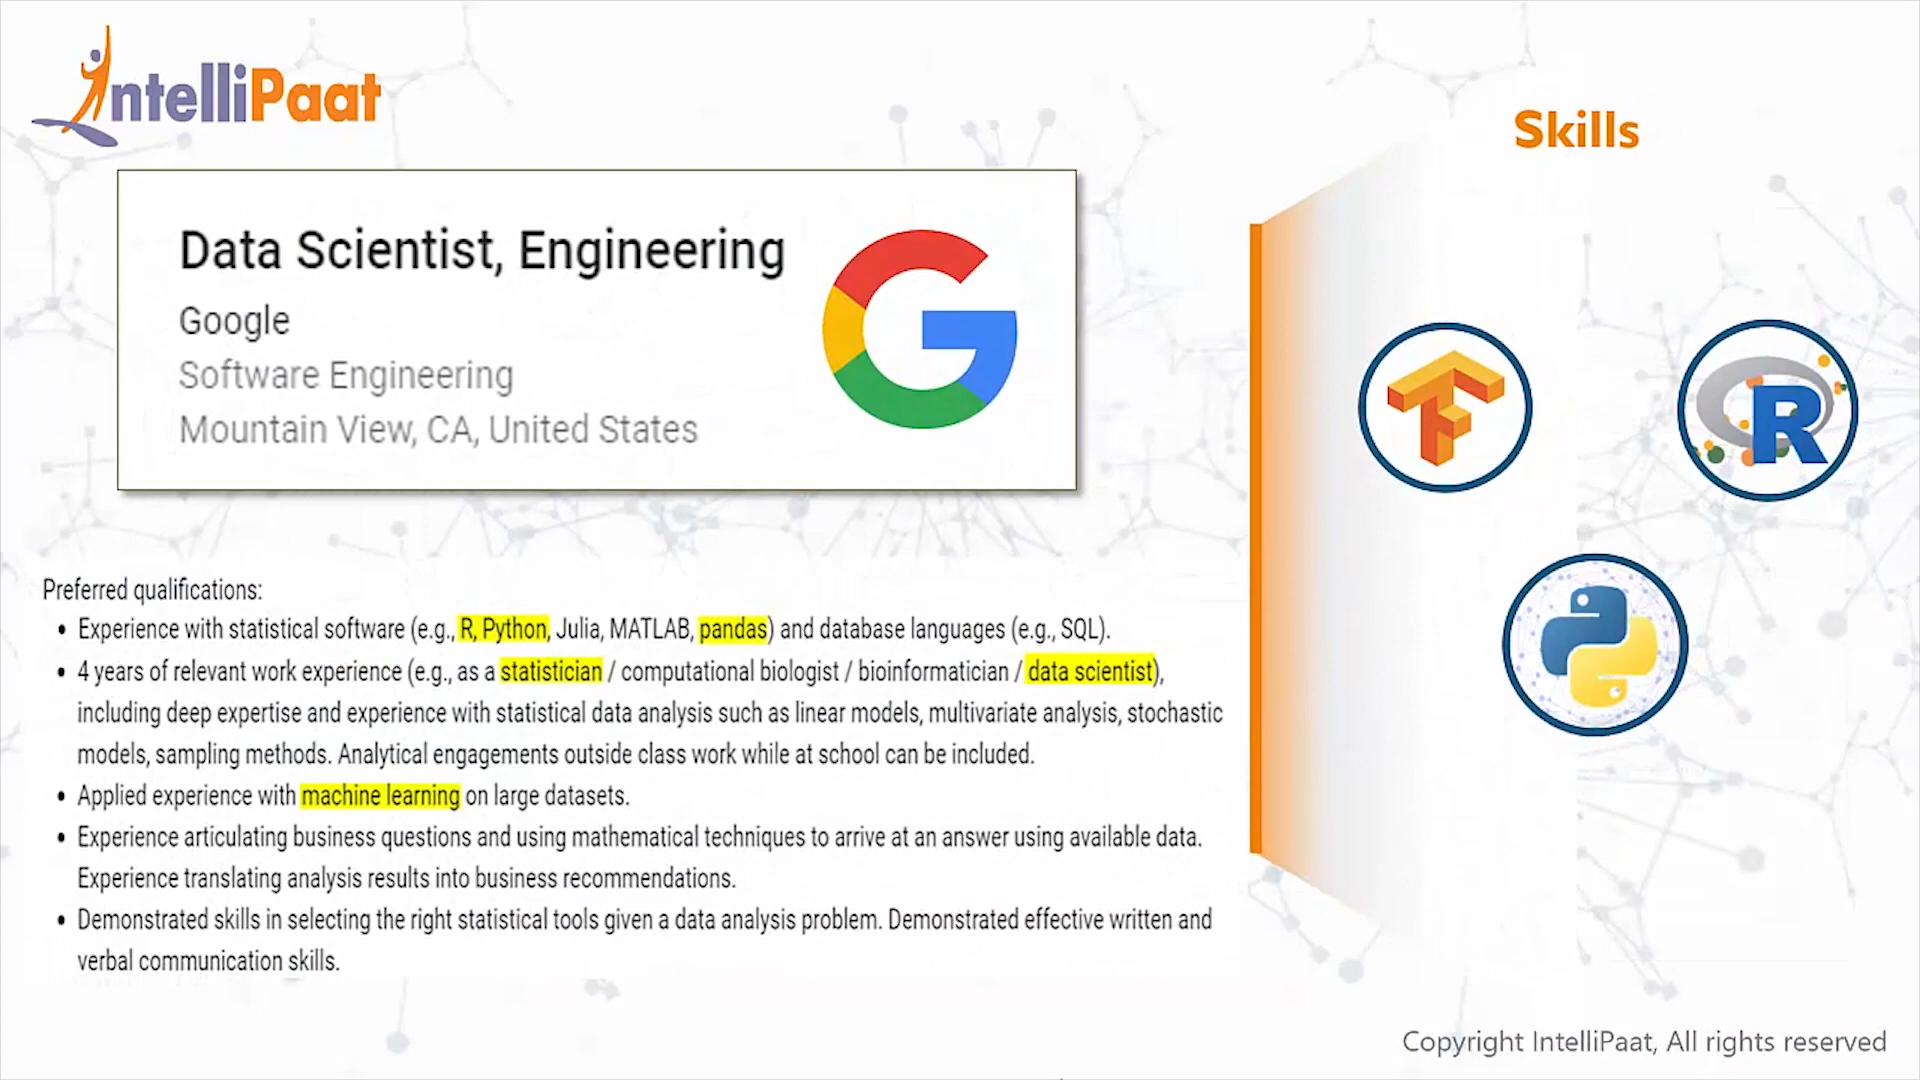 IntelliPaat
Skills
Data Scientist, Engineering
Google
Software Engineering
Mountain View, CA, United States
R
Preferred qualifications:
• Experience with statistical software (e.g., R, Python, Julia, MATLAB, pandas) and database languages (e.g., SQL).
• 4 years of relevant work experience (e.g., as a statistician / computational biologist / bioinformatician / data scientist),
including deep expertise and experience with statistical data analysis such as linear models, multivariate analysis, stochastic
models, sampling methods. Analytical engagements outside class work while at school can be included.
• Applied experience with machine learning on large datasets.
• Experience articulating business questions and using mathematical techniques to arrive at an answer using available data.
Experience translating analysis results into business recommendations.
• Demonstrated skills in selecting the right statistical tools given a data analysis problem. Demonstrated effective written and
verbal communication skills.
Copyright IntelliPaat, All rights reserved